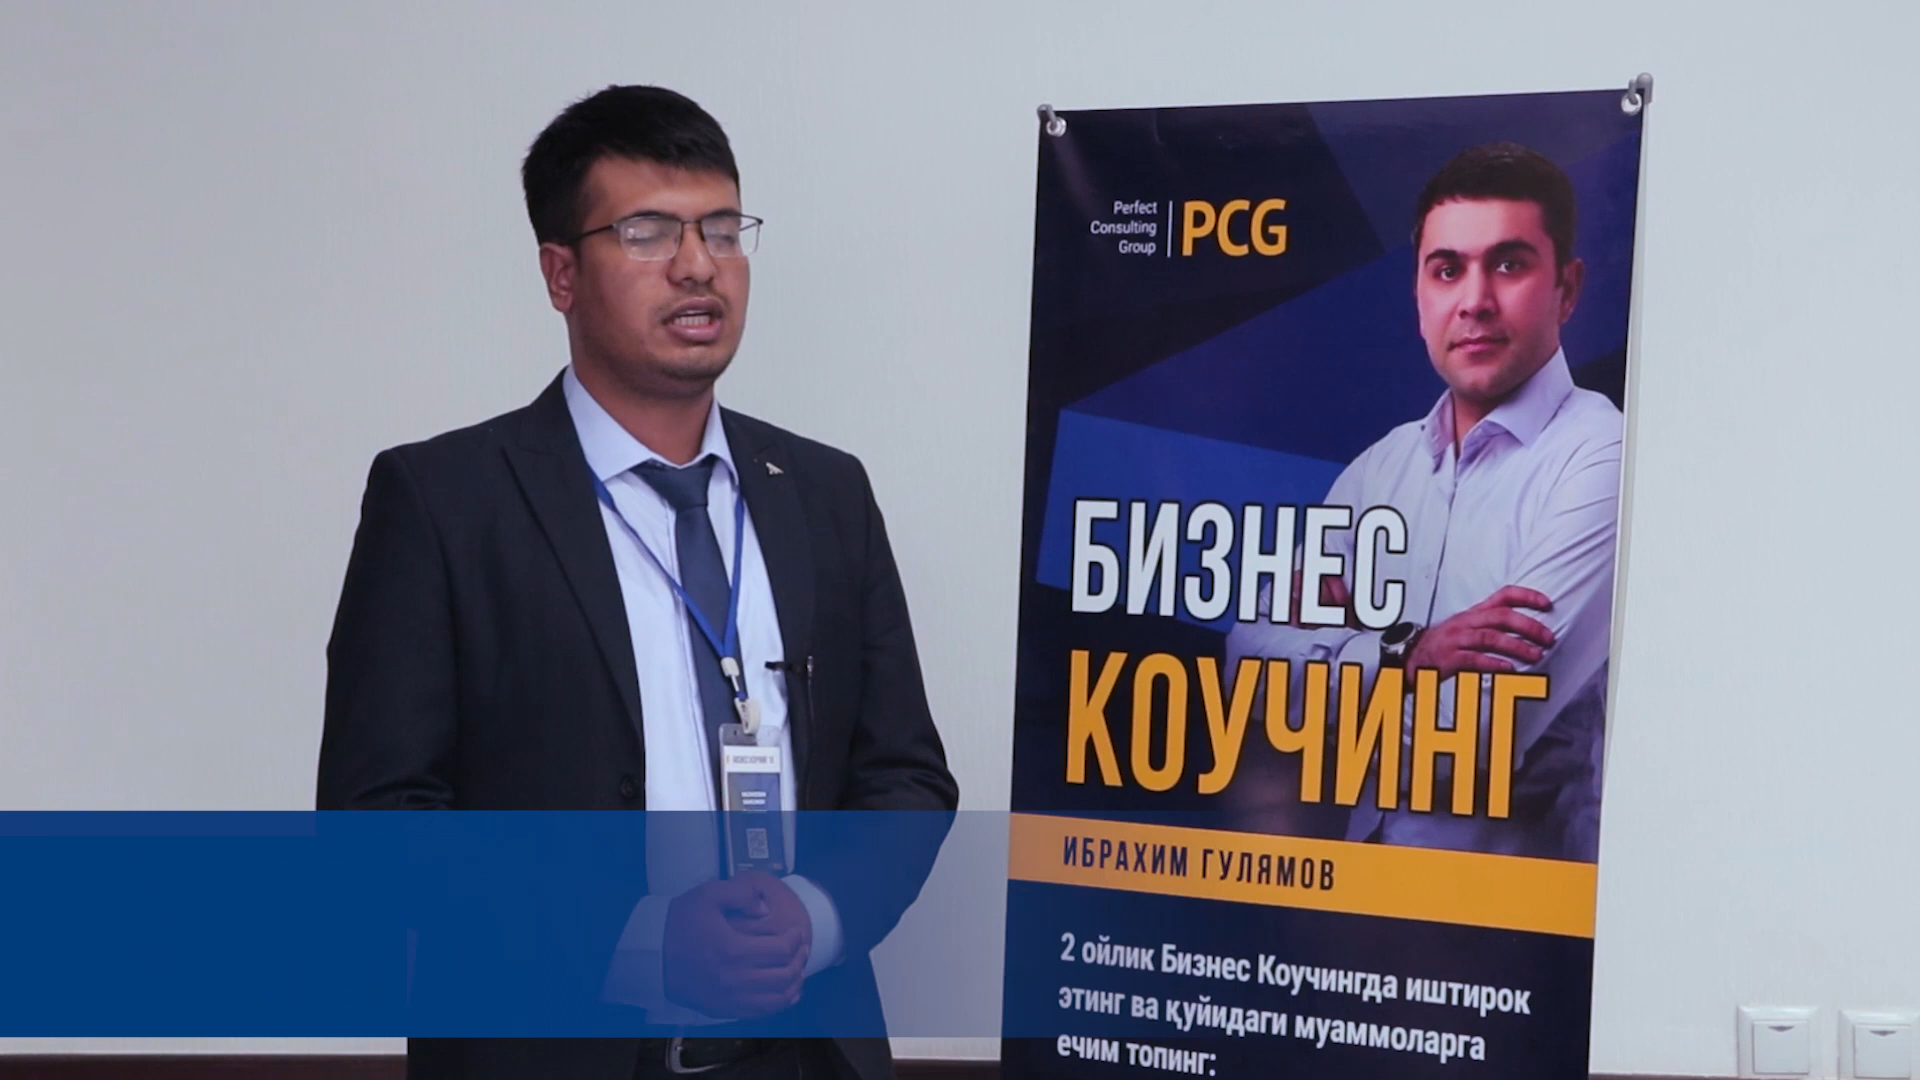 Perfect
Consulting
Group
PCG
БИЗНЕС
КОУЧИНГ
ИБРАХИМ ГУЛЯМОВ
2 ойлик Бизнес Коучингда иштирок
этинг ва қуйидаги муаммоларга
ечим топинг: